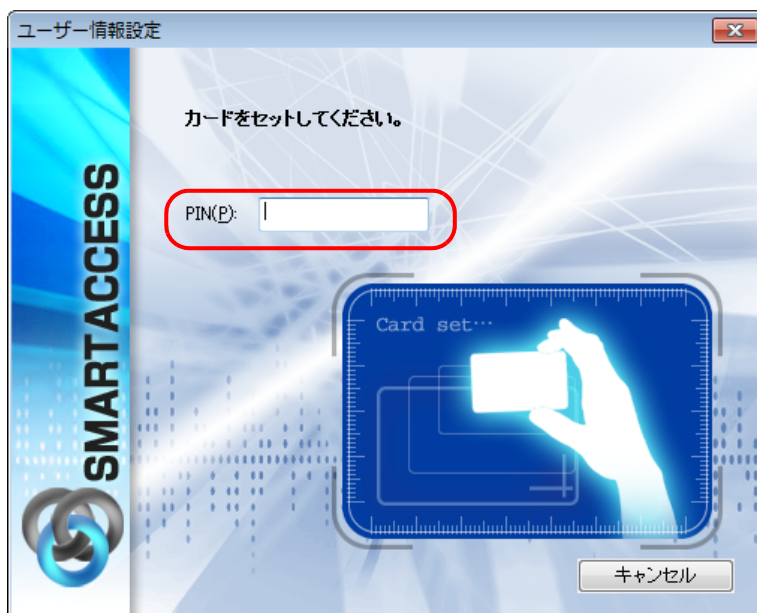 ユーザー情報設定
SMARTACCESS
カードをセットしてください。
PIN(P):
Card set…
キャンセル